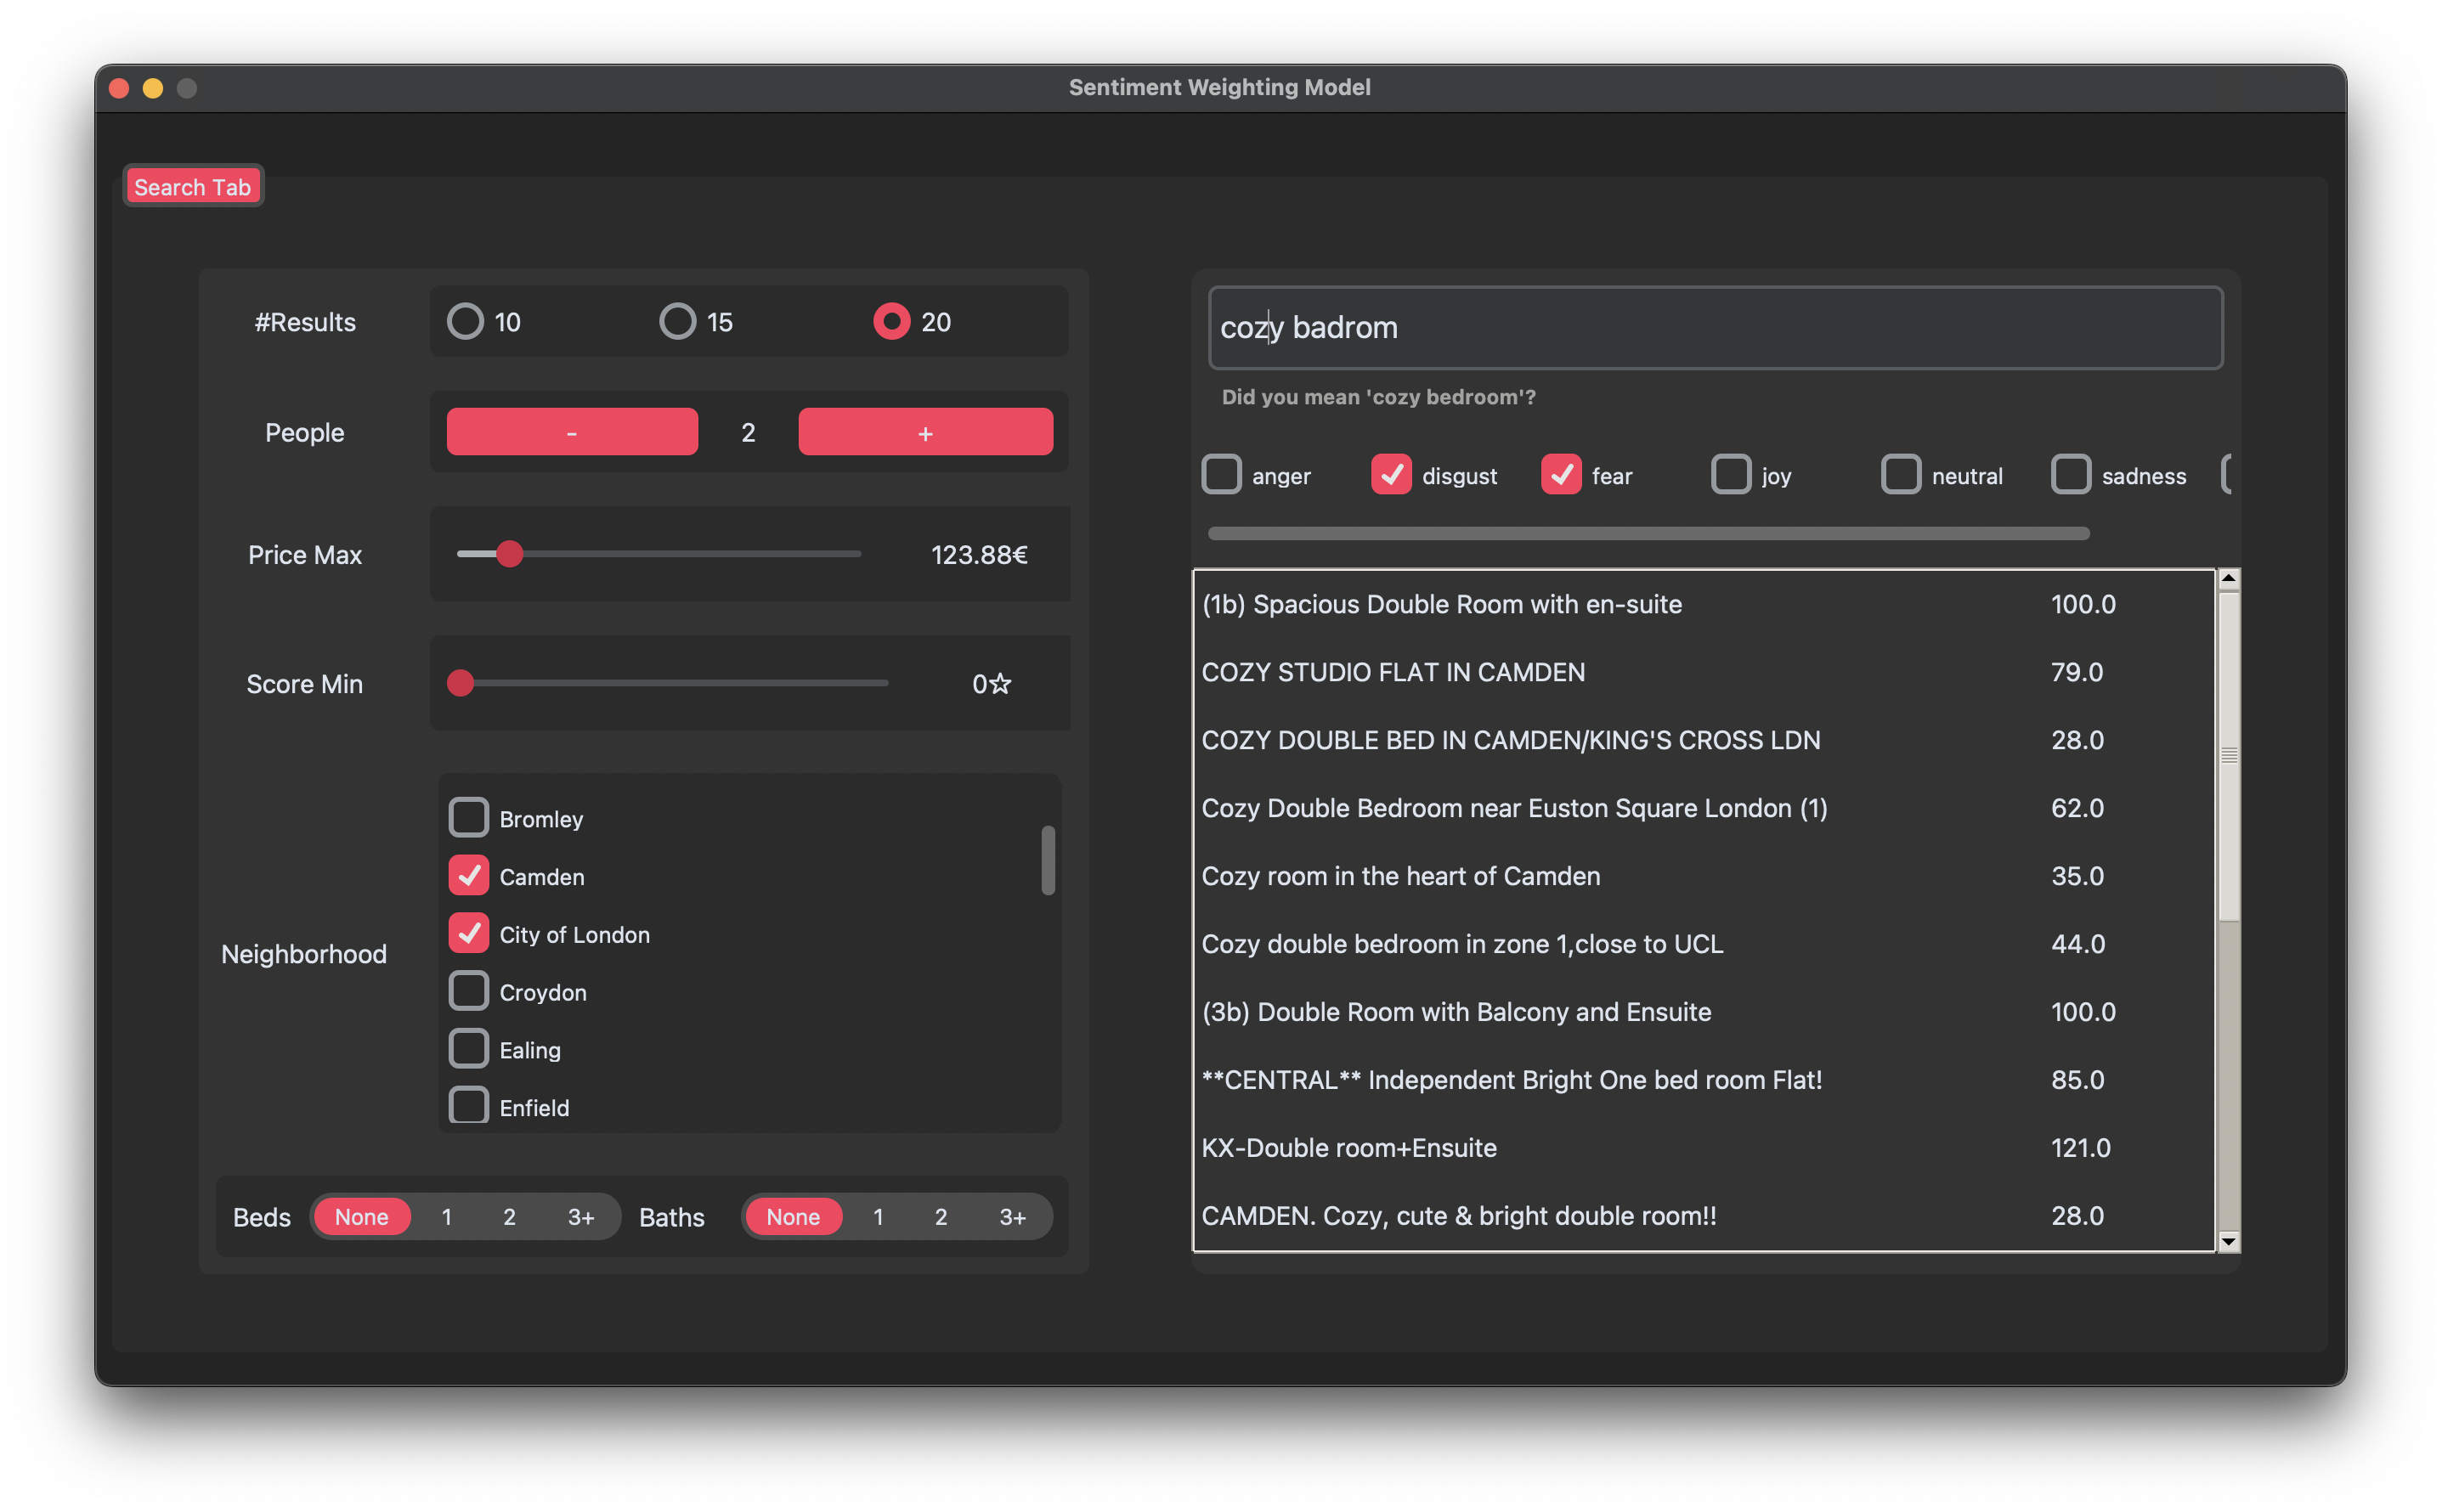 Sentiment Weighting Model
Search Tab
#Results 10 15 20
People - 2 +
Price Max 123.88€
Score Min 0☆
Neighborhood
Bromley
Camden
City of London
Croydon
Ealing
Enfield
Beds None 1 2 3+ Baths None 1 2 3+
cozy badrom
Did you mean 'cozy bedroom'?
anger disgust fear joy neutral sadness
(1b) Spacious Double Room with en-suite 100.0
COZY STUDIO FLAT IN CAMDEN 79.0
COZY DOUBLE BED IN CAMDEN/KING'S CROSS LDN 28.0
Cozy Double Bedroom near Euston Square London (1) 62.0
Cozy room in the heart of Camden 35.0
Cozy double bedroom in zone 1,close to UCL 44.0
(3b) Double Room with Balcony and Ensuite 100.0
**CENTRAL** Independent Bright One bed room Flat! 85.0
KX-Double room+Ensuite 121.0
CAMDEN. Cozy, cute & bright double room!! 28.0